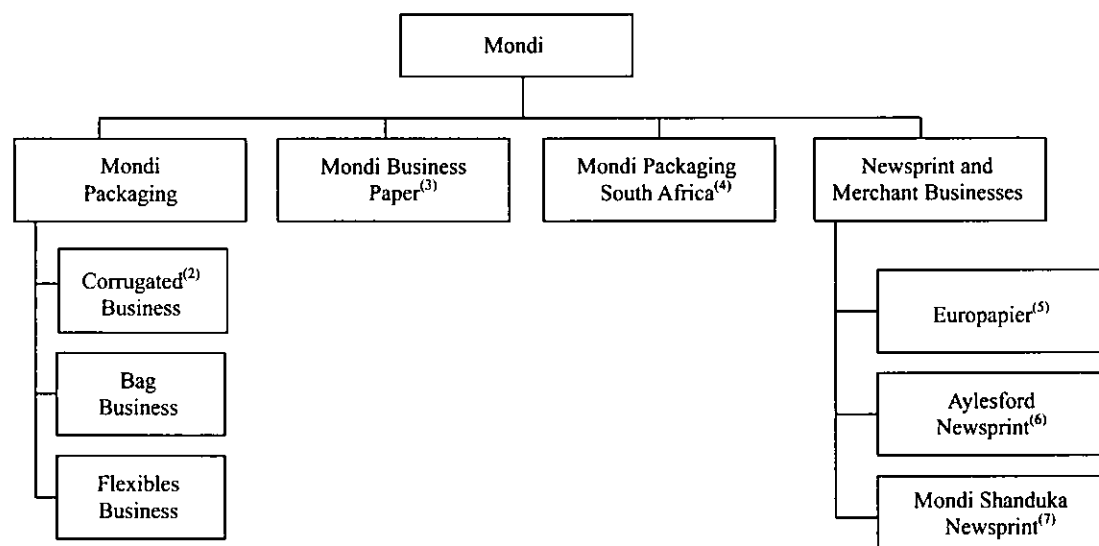 Mondi
Mondi
Packaging
Mondi Business
Paper(3)
Mondi Packaging
South Africa(4)
Newsprint and
Merchant Businesses
Corrugated(2)
Business
Bag
Business
Flexibles
Business
Europapier(5)
Aylesford
Newsprint(6)
Mondi Shanduka
Newsprint(7)